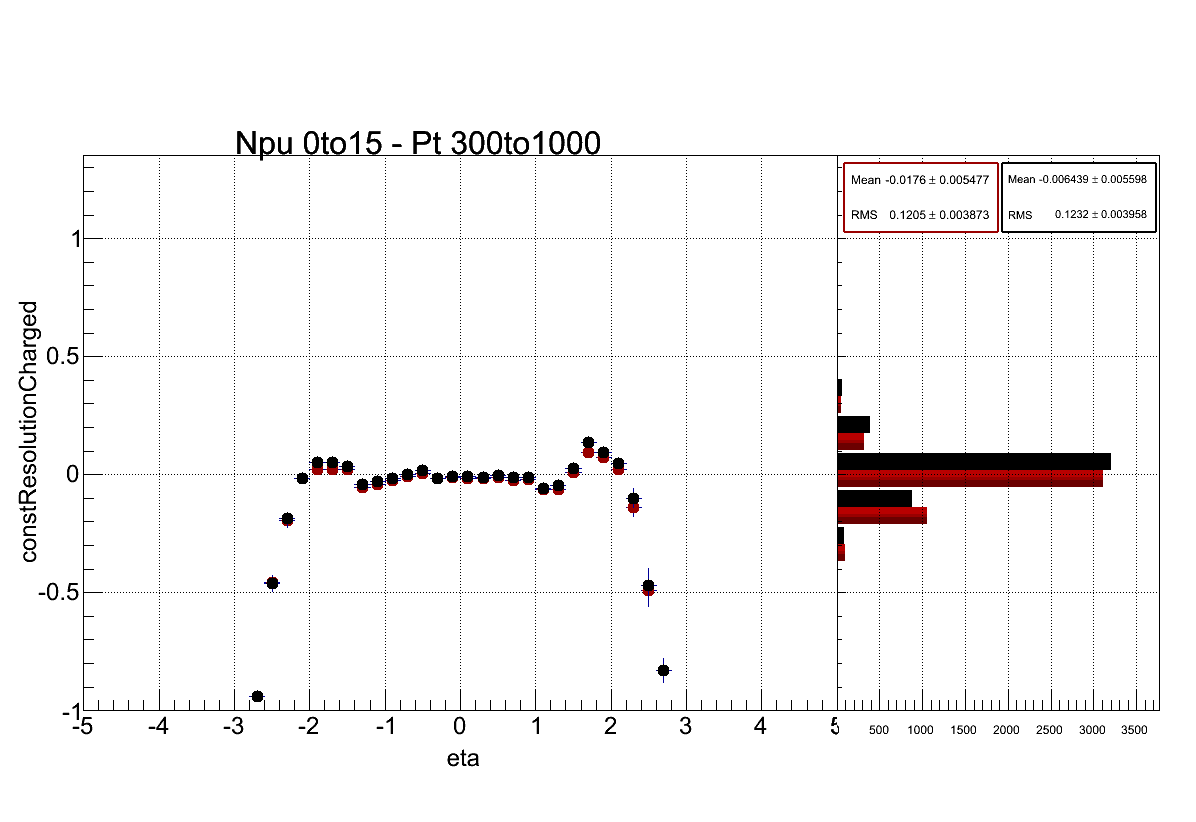 Npu 0to15 - Pt 300to1000
Mean -0.0176 ± 0.005477
RMS 0.1205 ± 0.003873
Mean -0.006439 ± 0.005598
RMS 0.1232 ± 0.003958
constResolutionCharged
1
0.5
0
-0.5
-1
-5 -4 -3 -2 -1 0 1 2 3 4
500 1000 1500 2000 2500 3000 3500
eta